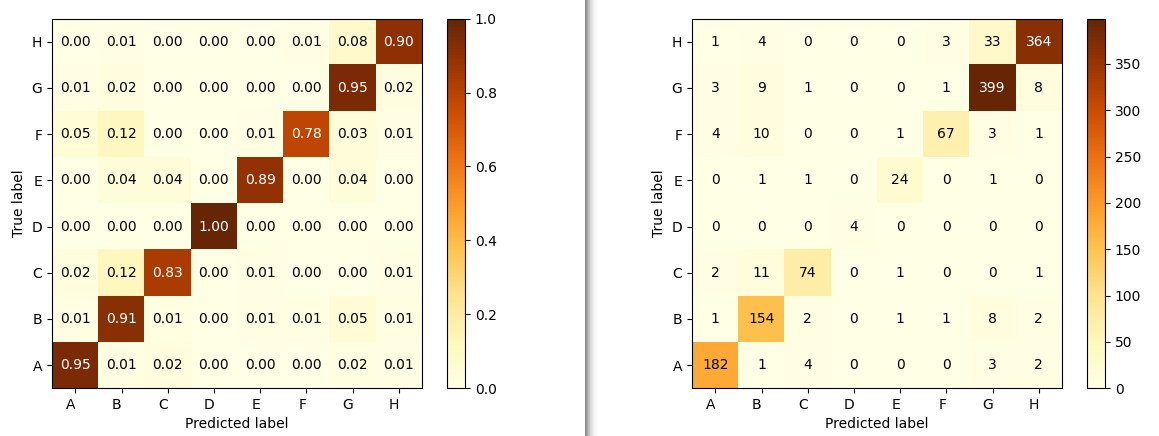 H 0.00 0.01 0.00 0.00 0.00 0.01 0.08 0.90
G 0.01 0.02 0.00 0.00 0.00 0.00 0.95 0.02
F 0.05 0.12 0.00 0.00 0.01 0.78 0.03 0.01
E 0.00 0.04 0.04 0.00 0.89 0.00 0.04 0.00
D 0.00 0.00 0.00 1.00 0.00 0.00 0.00 0.00
C 0.02 0.12 0.83 0.00 0.01 0.00 0.00 0.01
B 0.01 0.91 0.01 0.00 0.01 0.01 0.05 0.01
A 0.95 0.01 0.02 0.00 0.00 0.00 0.02 0.01
A B C D E F G H
Predicted label
True label
1.0
0.8
0.6
0.4
0.2
0.0
H 1 4 0 0 0 3 33 364
G 3 9 1 0 0 1 399 8
F 4 10 0 0 1 67 3 1
E 0 1 1 0 24 0 1 0
D 0 0 0 4 0 0 0 0
C 2 11 74 0 1 0 0 1
B 1 154 2 0 1 1 8 2
A 182 1 4 0 0 0 3 2
A B C D E F G H
Predicted label
True label
350
300
250
200
150
100
50
0